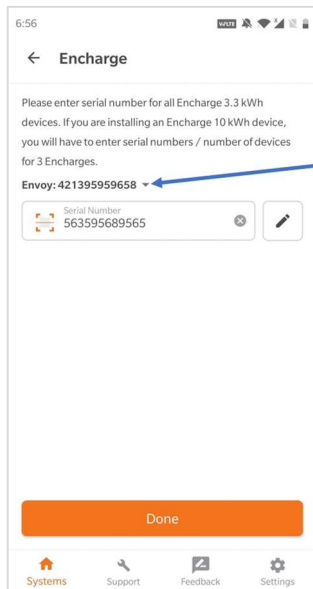 6:56
VoLTE
Encharge
Please enter serial number for all Encharge 3.3 kWh
devices. If you are installing an Encharge 10 kWh device,
you will have to enter serial numbers / number of devices
for 3 Encharges.
Envoy: 421395959658
Serial Number
563595689565
Done
Systems
Support
Feedback
Settings